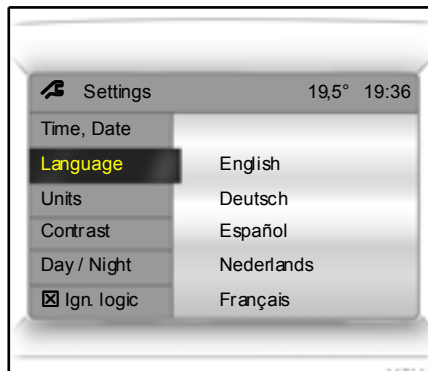 Settings 19,5° 19:36
Time, Date
Language English
Units Deutsch
Contrast Español
Day / Night Nederlands
Ign. logic Français